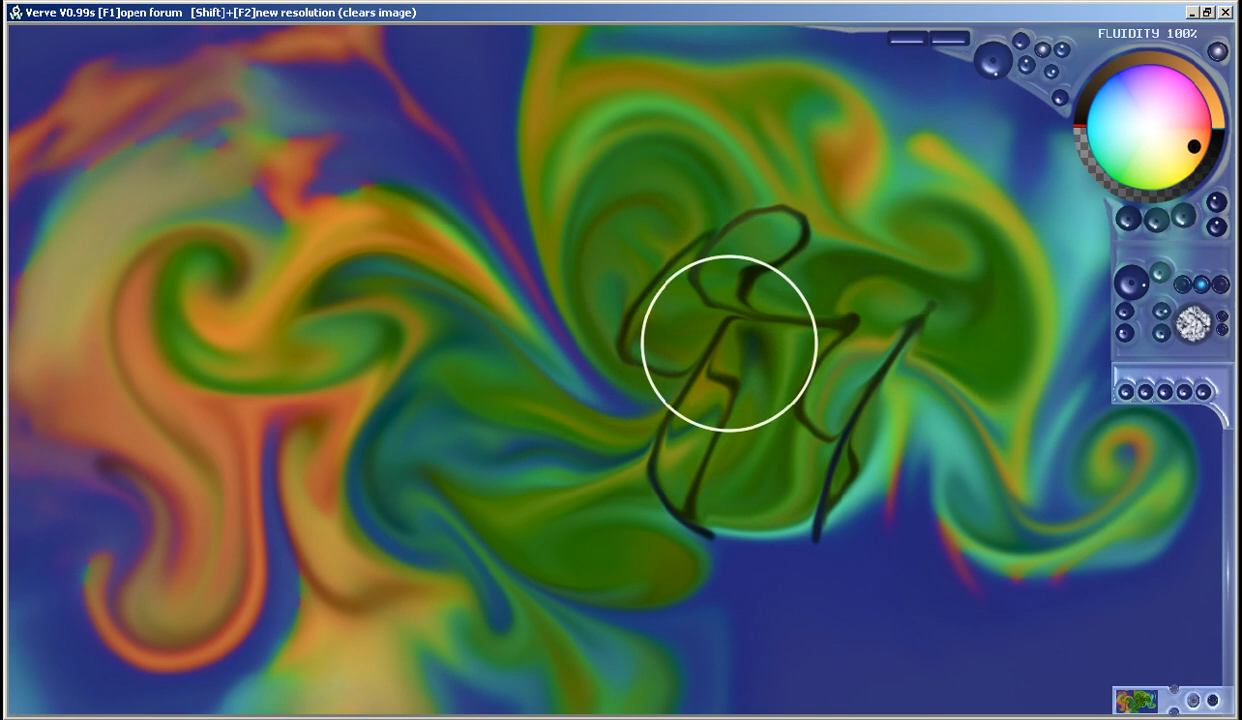 Verve V0.99s [F1]open forum [Shift]+[F2]new resolution (clears image)
FLUIDITY 100%